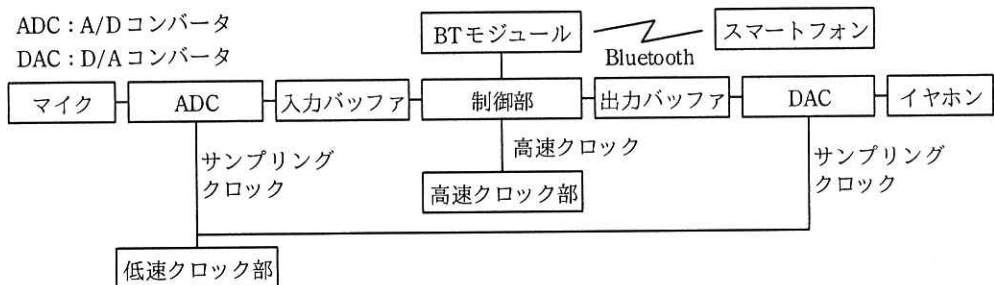 ADC：A/Dコンバータ
DAC：D/Aコンバータ
BTモジュール
スマートフォン
Bluetooth
マイク
ADC
入力バッファ
制御部
出力バッファ
DAC
イヤホン
サンプリング
クロック
高速クロック
サンプリング
クロック
高速クロック部
低速クロック部